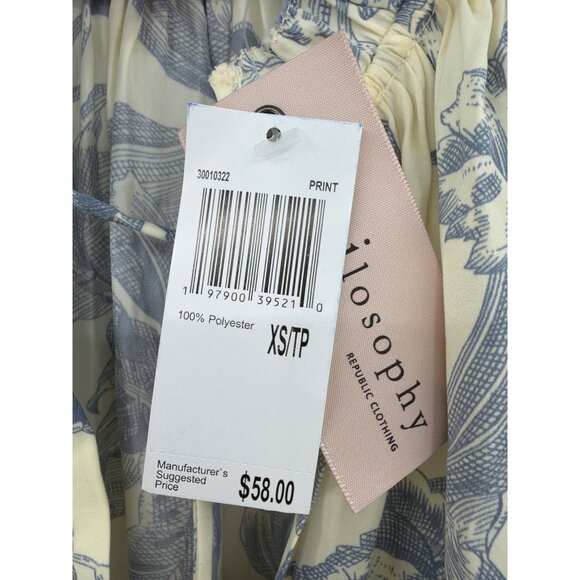 30010322
PRINT
1 97900 39521 0
100% Polyester
XS/TP
Manufacturer`s
Suggested
Price
$58.00
ilosophy
REPUBLIC CLOTHING